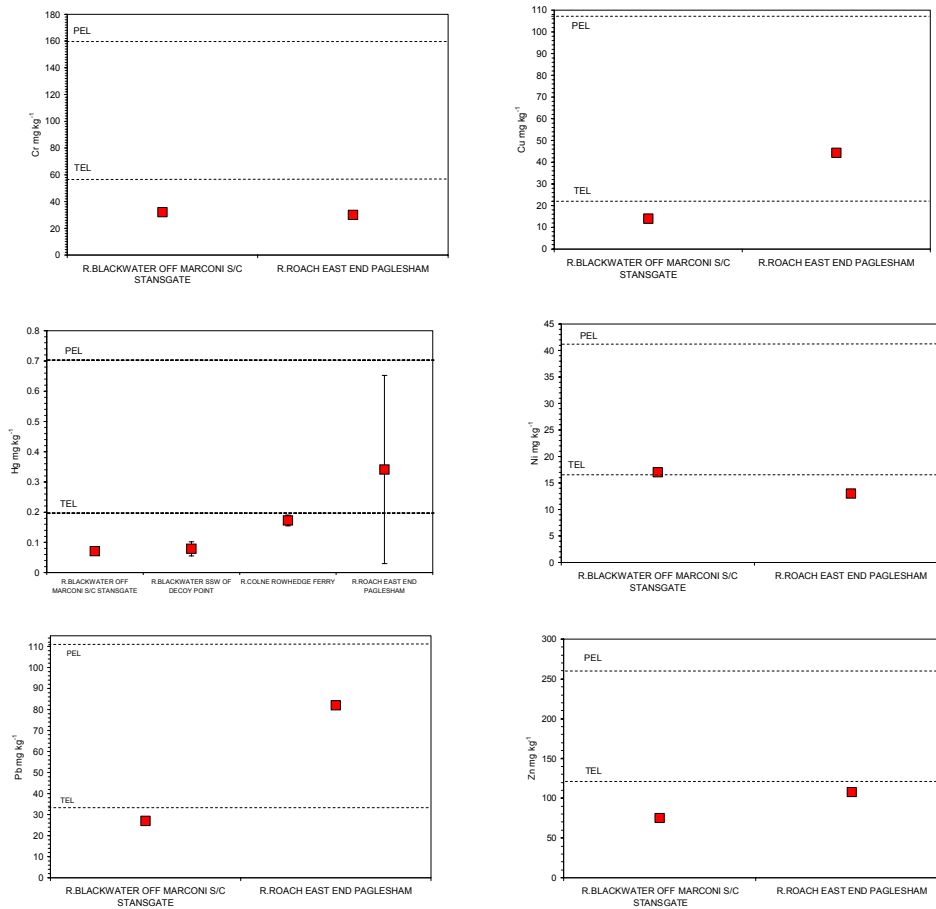 180
160
140
120
100
80
60
40
20
0
Cr mg kg-1
PEL
TEL
R.BLACKWATER OFF MARCONI S/C
STANSGATE
R.ROACH EAST END PAGLESHAM
110
100
90
80
70
60
50
40
30
20
10
0
Cu mg kg-1
PEL
TEL
R.BLACKWATER OFF MARCONI S/C
STANSGATE
R.ROACH EAST END PAGLESHAM
0.8
0.7
0.6
0.5
0.4
0.3
0.2
0.1
0
Hg mg kg-1
PEL
TEL
R.BLACKWATER OFF
MARCONI S/C STANSGATE
R.BLACKWATER SSW OF
DECOY POINT
R.COLNE ROWHEDGE FERRY
R.ROACH EAST END
PAGLESHAM
45
40
35
30
25
20
15
10
5
0
Ni mg kg-1
PEL
TEL
R.BLACKWATER OFF MARCONI S/C
STANSGATE
R.ROACH EAST END PAGLESHAM
110
100
90
80
70
60
50
40
30
20
10
0
Pb mg kg-1
PEL
TEL
R.BLACKWATER OFF MARCONI S/C
STANSGATE
R.ROACH EAST END PAGLESHAM
300
250
200
150
100
50
0
Zn mg kg-1
PEL
TEL
R.BLACKWATER OFF MARCONI S/C
STANSGATE
R.ROACH EAST END PAGLESHAM